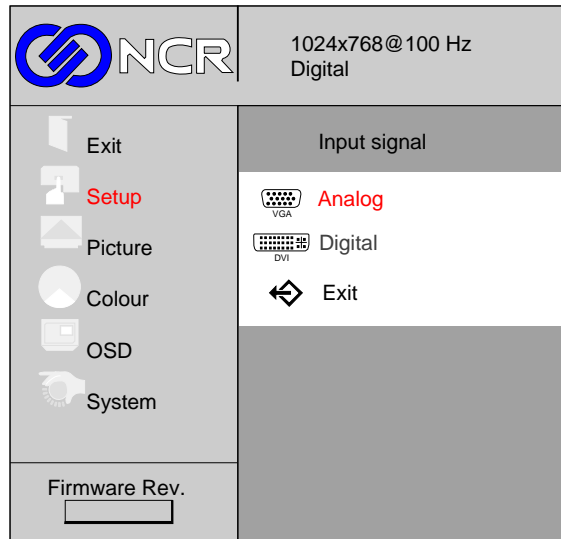 NCR
1024x768@100 Hz
Digital
Exit
Setup
Picture
Colour
OSD
System
Firmware Rev.
Input signal
VGA
Analog
DVI
Digital
Exit